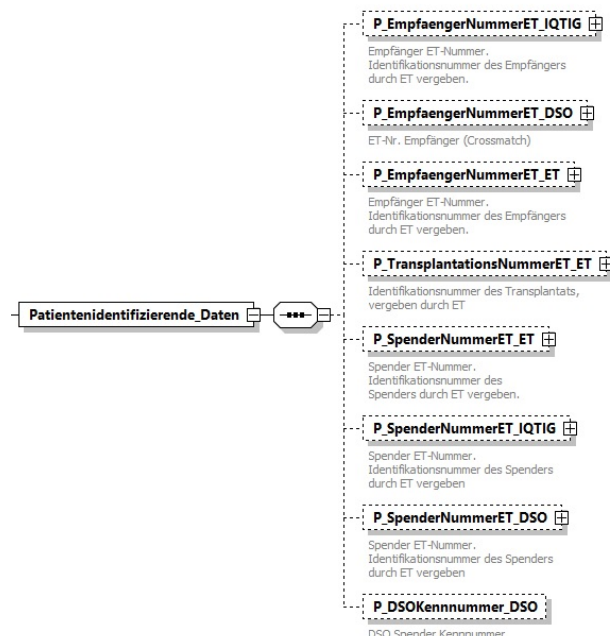 P_EmpfaengerNummerET_IQTIG
Empfänger ET-Nummer.
Identifikationsnummer des Empfängers
durch ET vergeben.
P_EmpfaengerNummerET_DSO
ET-Nr. Empfänger (Crossmatch)
P_EmpfaengerNummerET_ET
Empfänger ET-Nummer.
Identifikationsnummer des Empfängers
durch ET vergeben.
P_TransplantationsNummerET_ET
Identifikationsnummer des Transplantats,
vergeben durch ET
Patientenidentifizierende_Daten
P_SpenderNummerET_ET
Spender ET-Nummer.
Identifikationsnummer des
Spenders durch ET vergeben.
P_SpenderNummerET_IQTIG
Spender ET-Nummer.
Identifikationsnummer des Spenders
durch ET vergeben
P_SpenderNummerET_DSO
Spender ET-Nummer.
Identifikationsnummer des Spenders
durch ET vergeben
P_DSOKennnummer_DSO
DSO Spender Kennnummer